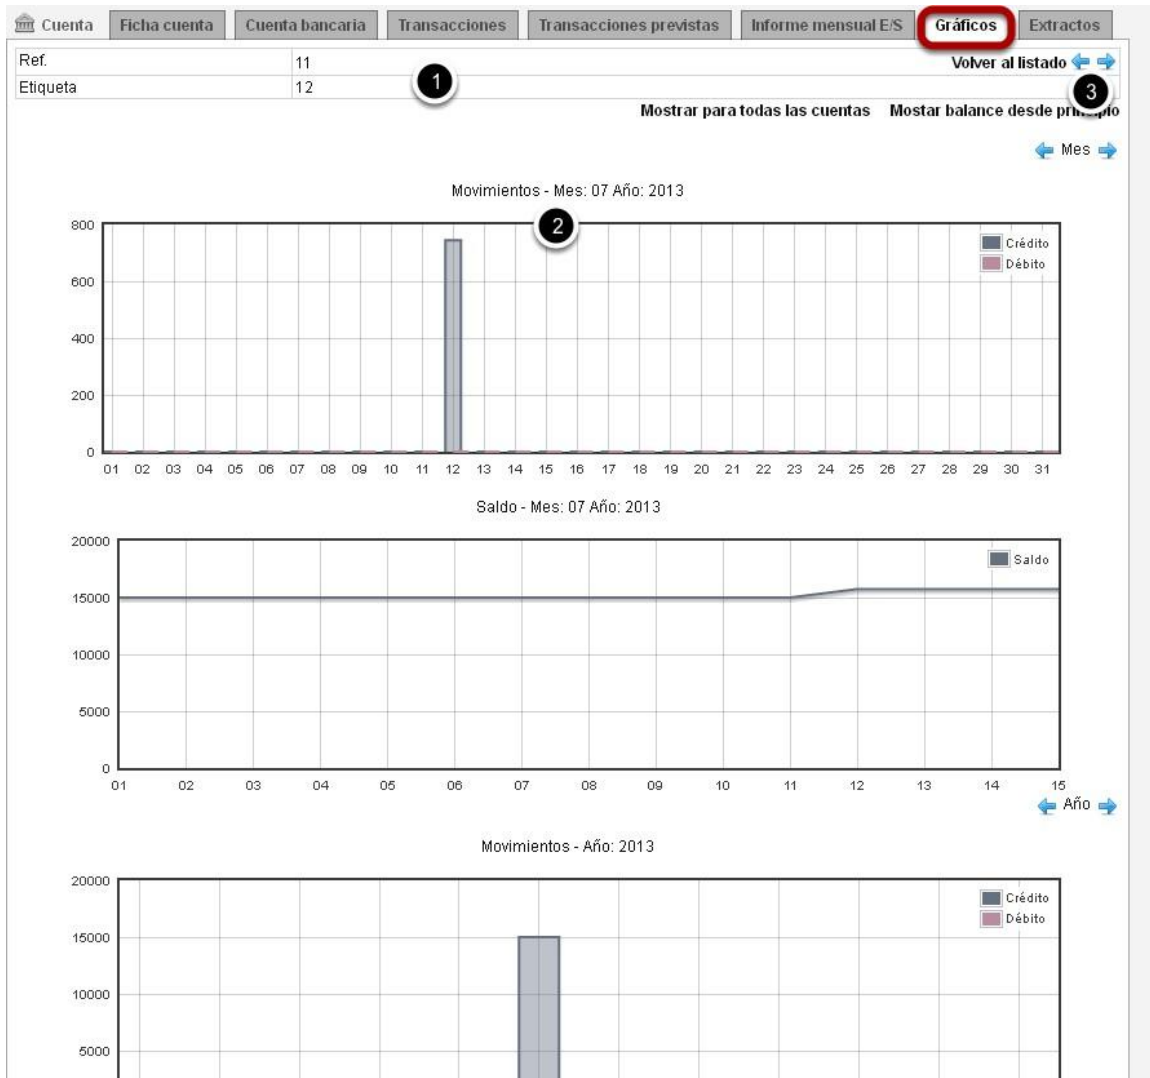 Cuenta Ficha cuenta Cuenta bancaria Transacciones Transacciones previstas Informe mensual E/S Gráficos Extractos
Ref. 11 Volver al listado
Etiqueta 12
1
3
Mostrar para todas las cuentas Mostar balance desde principio
Mes
Movimientos - Mes: 07 Año: 2013
2
800
Crédito
Débito
600
400
200
0
01 02 03 04 05 06 07 08 09 10 11 12 13 14 15 16 17 18 19 20 21 22 23 24 25 26 27 28 29 30 31
Saldo - Mes: 07 Año: 2013
20000
Saldo
15000
10000
5000
0
01 02 03 04 05 06 07 08 09 10 11 12 13 14 15
Año
Movimientos - Año: 2013
20000
Crédito
Débito
15000
10000
5000